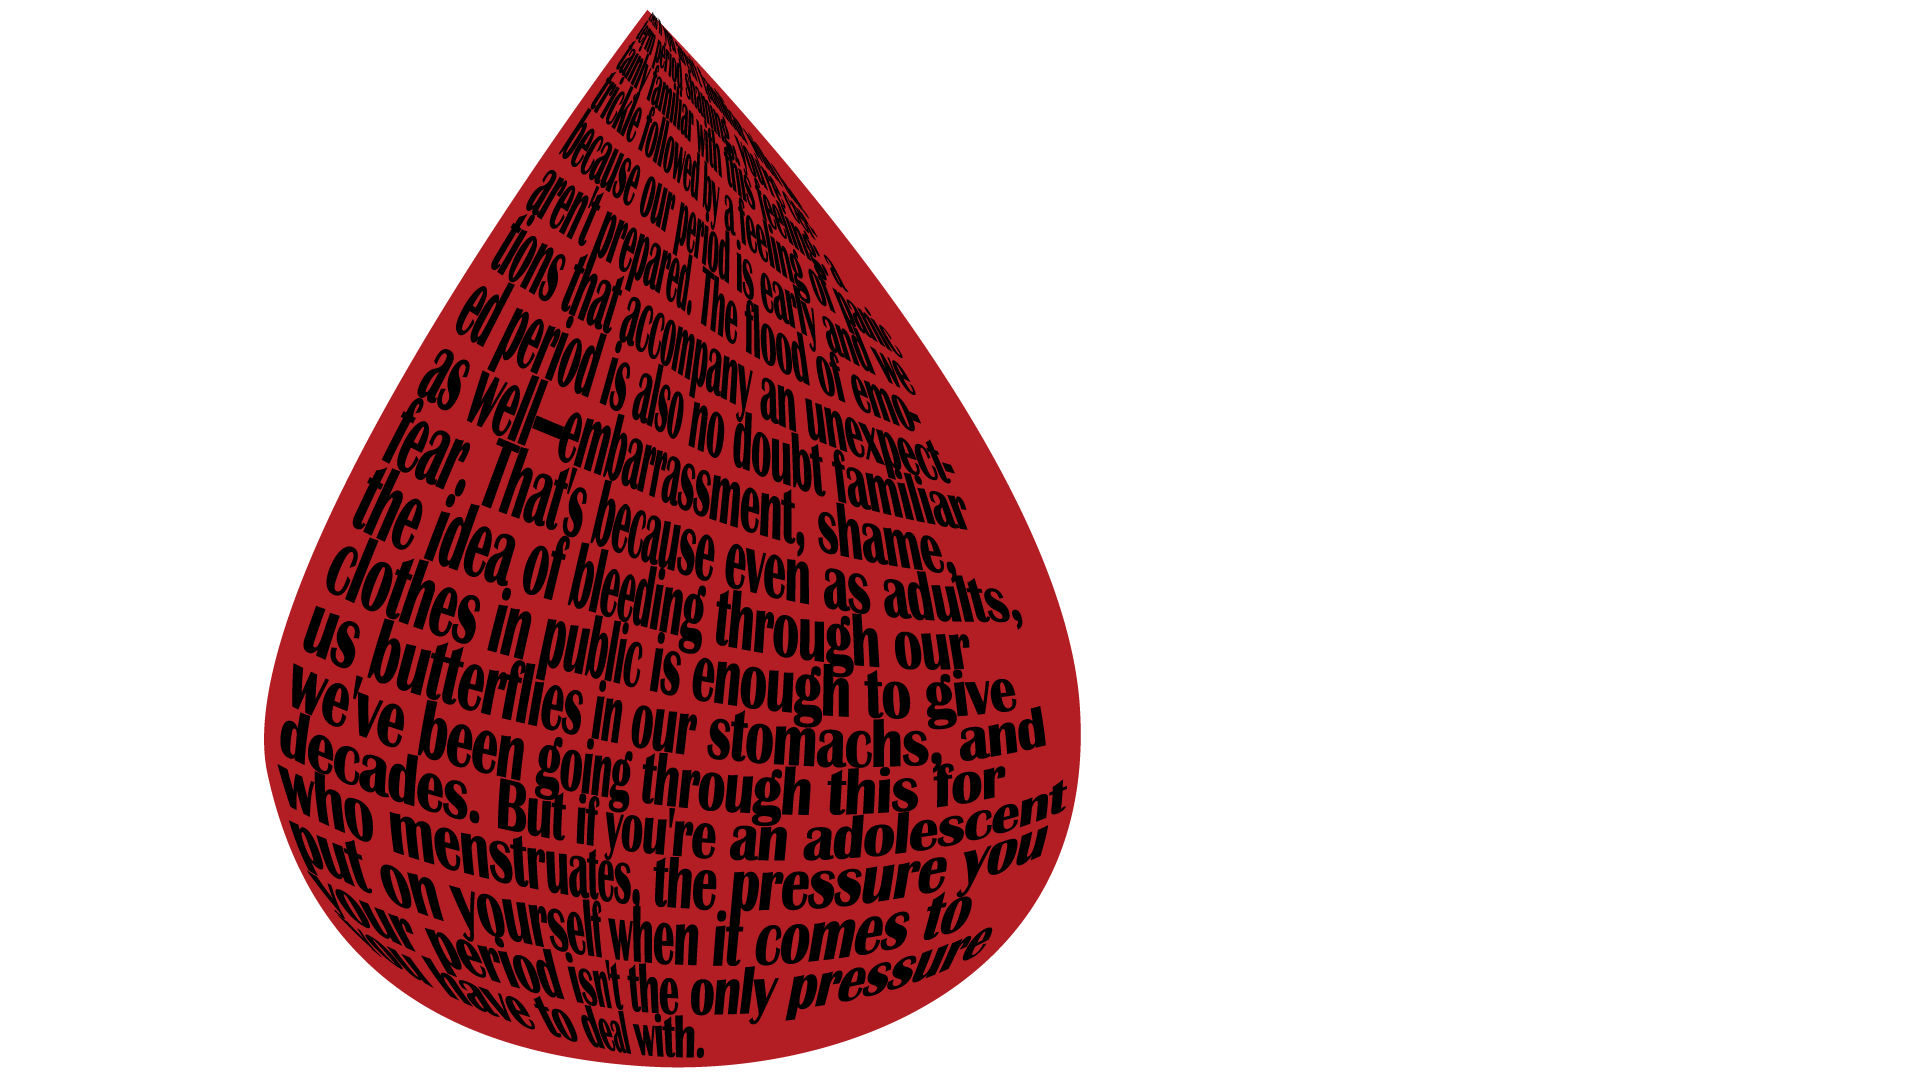 term period
tainly familiar with this feeling: a
trickle followed by a feeling of panic
because our period is early and we
aren't prepared. The flood of emo-
tions that accompany an unexpect-
ed period is also no doubt familiar
as well—embarrassment, shame,
fear. That's because even as adults,
the idea of bleeding through our
clothes in public is enough to give
us butterflies in our stomachs, and
we've been going through this for
decades. But if you're an adolescent
who menstruates, the pressure you
put on yourself when it comes to
your period isn't the only pressure
you have to deal with.